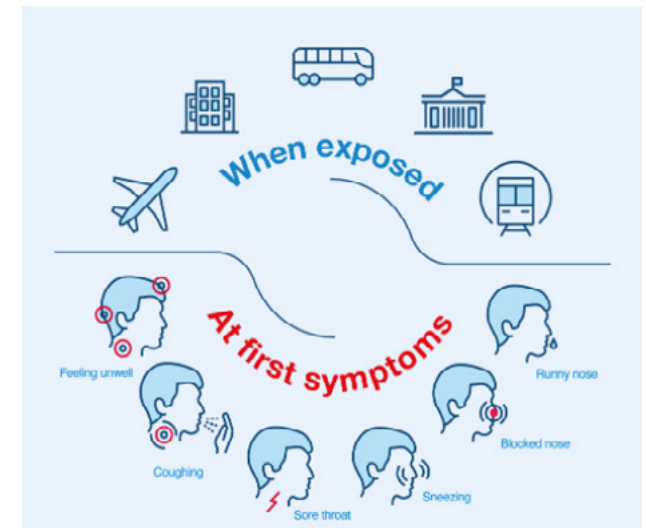 When exposed
At first symptoms
Feeling unwell
Coughing
Sore throat
Sneezing
Blocked nose
Runny nose